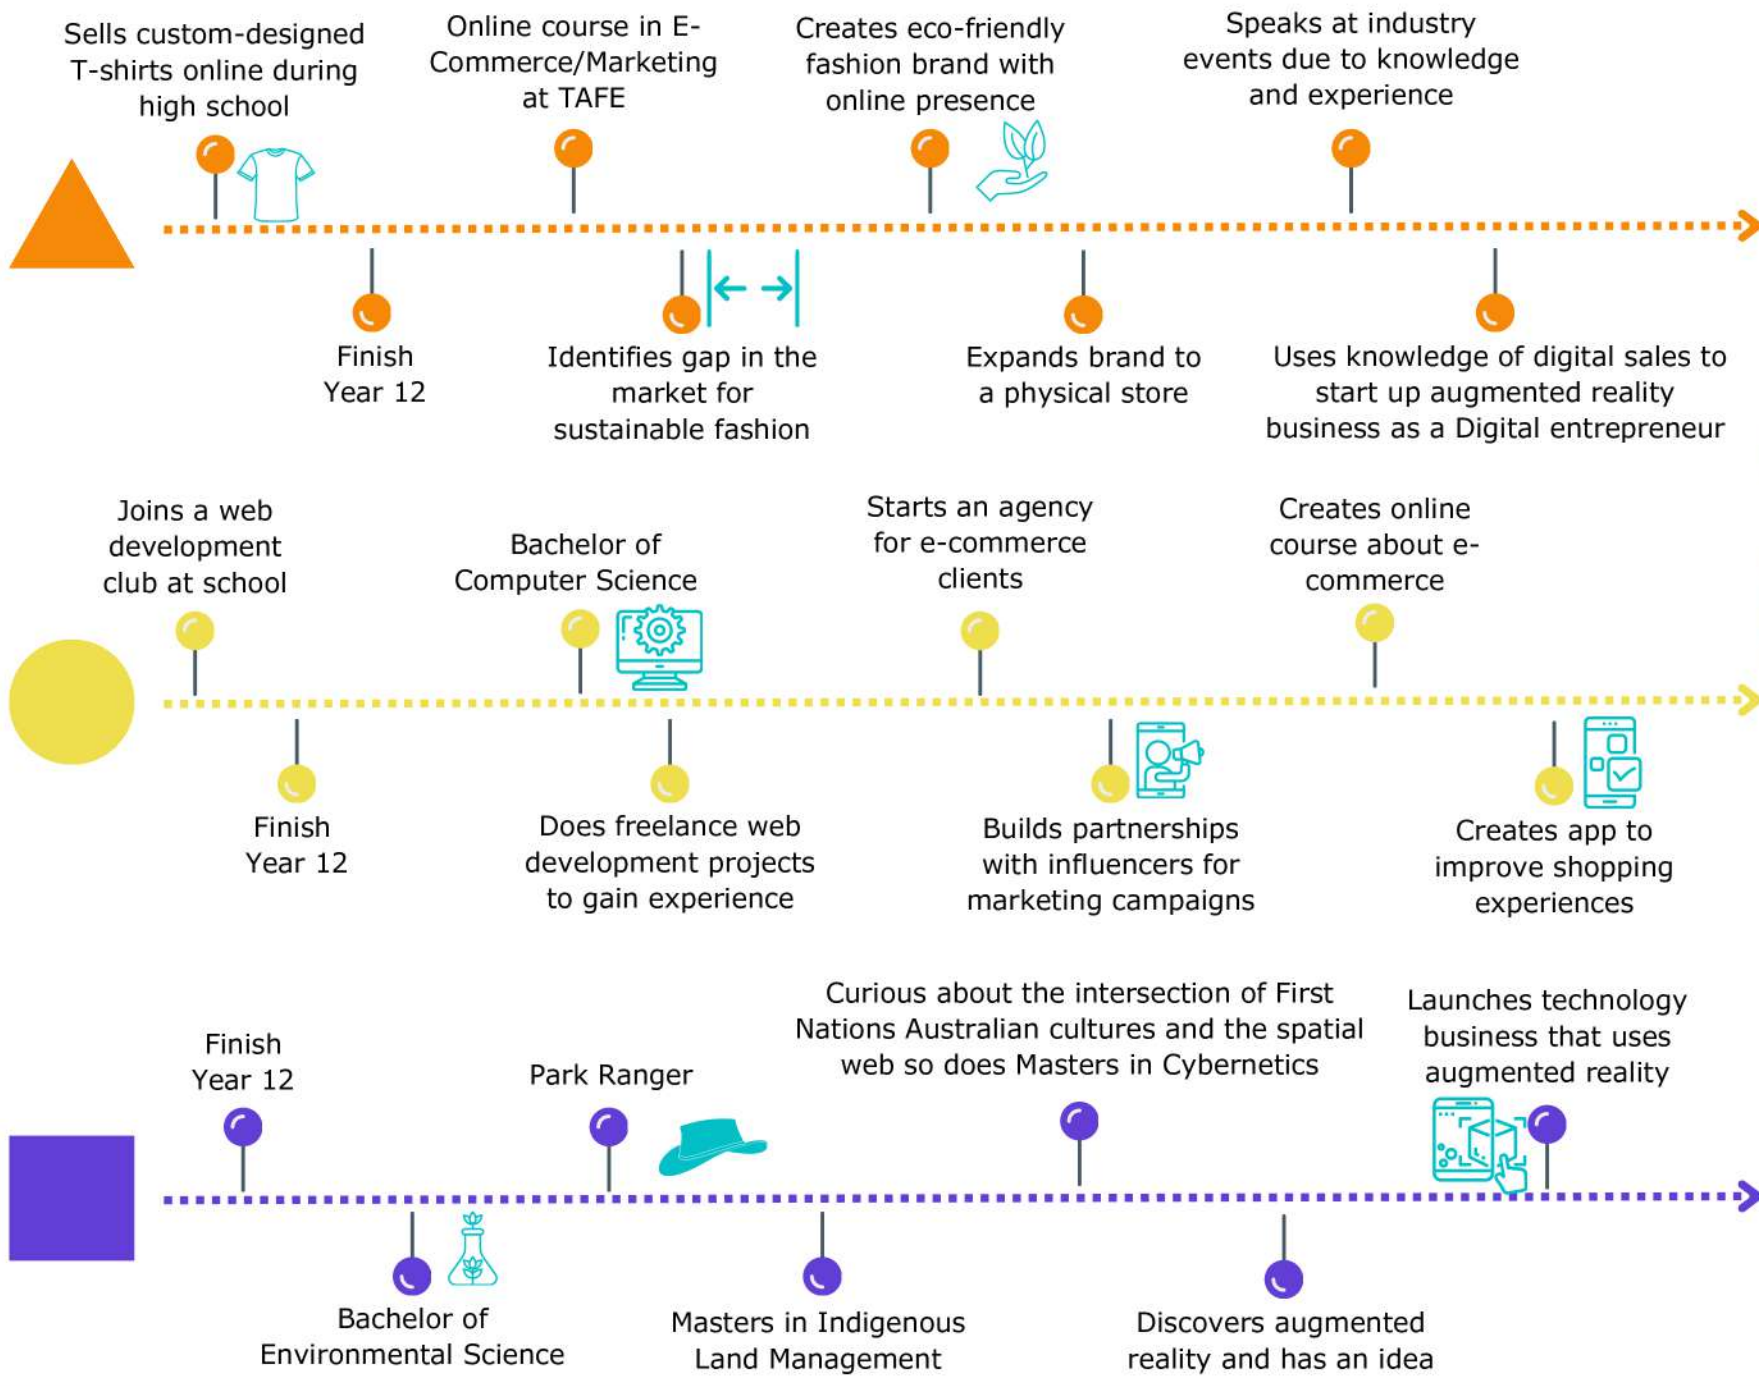 Sells custom-designed
T-shirts online during
high school
Online course in E-
Commerce/Marketing
at TAFE
Creates eco-friendly
fashion brand with
online presence
Speaks at industry
events due to knowledge
and experience
Finish
Year 12
Identifies gap in the
market for
sustainable fashion
Expands brand to
a physical store
Uses knowledge of digital sales to
start up augmented reality
business as a Digital entrepreneur
Joins a web
development
club at school
Bachelor of
Computer Science
Starts an agency
for e-commerce
clients
Creates online
course about e-
commerce
Finish
Year 12
Does freelance web
development projects
to gain experience
Builds partnerships
with influencers for
marketing campaigns
Creates app to
improve shopping
experiences
Finish
Year 12
Park Ranger
Curious about the intersection of First
Nations Australian cultures and the spatial
web so does Masters in Cybernetics
Launches technology
business that uses
augmented reality
Bachelor of
Environmental Science
Masters in Indigenous
Land Management
Discovers augmented
reality and has an idea